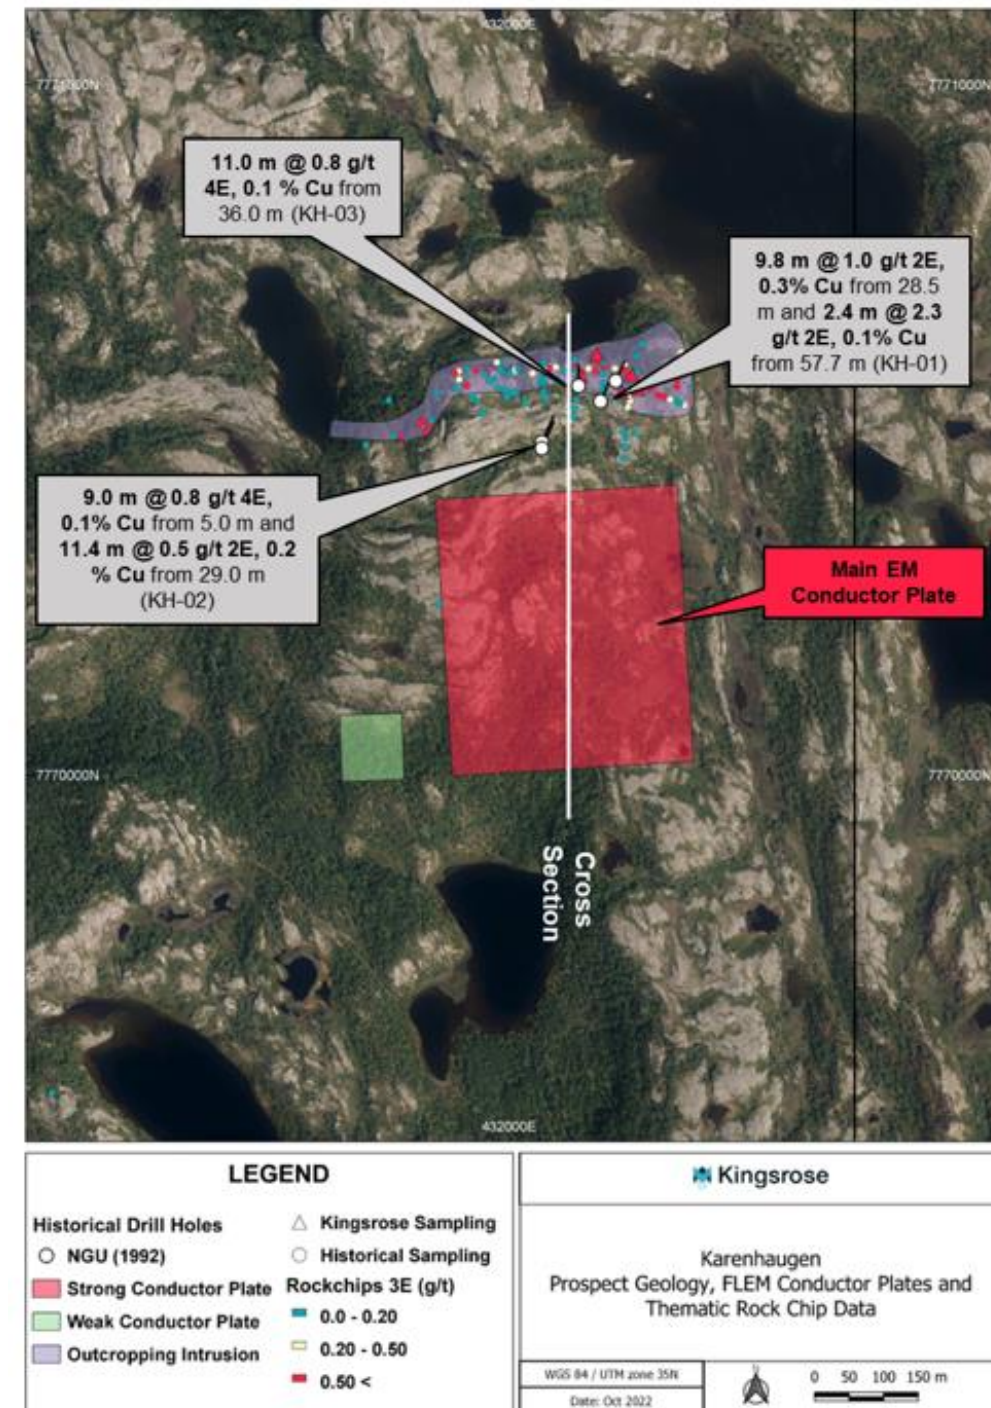 432000E
7771000N
7771000N
11.0 m @ 0.8 g/t
4E, 0.1 % Cu from
36.0 m (KH-03)
9.8 m @ 1.0 g/t 2E,
0.3% Cu from 28.5
m and 2.4 m @ 2.3
g/t 2E, 0.1% Cu
from 57.7 m (KH-01)
9.0 m @ 0.8 g/t 4E,
0.1% Cu from 5.0 m and
11.4 m @ 0.5 g/t 2E, 0.2
% Cu from 29.0 m
(KH-02)
Main EM
Conductor Plate
7770000N
7770000N
Cross
Section
432000E
LEGEND
Historical Drill Holes
NGU (1992)
Strong Conductor Plate
Weak Conductor Plate
Outcropping Intrusion
Kingsrose Sampling
Historical Sampling
Rockchips 3E (g/t)
0.0 - 0.20
0.20 - 0.50
0.50 <
Kingsrose
Karenhaugen
Prospect Geology, FLEM Conductor Plates and
Thematic Rock Chip Data
WGS 84 / UTM zone 35N
Date: Oct 2022
0 50 100 150 m